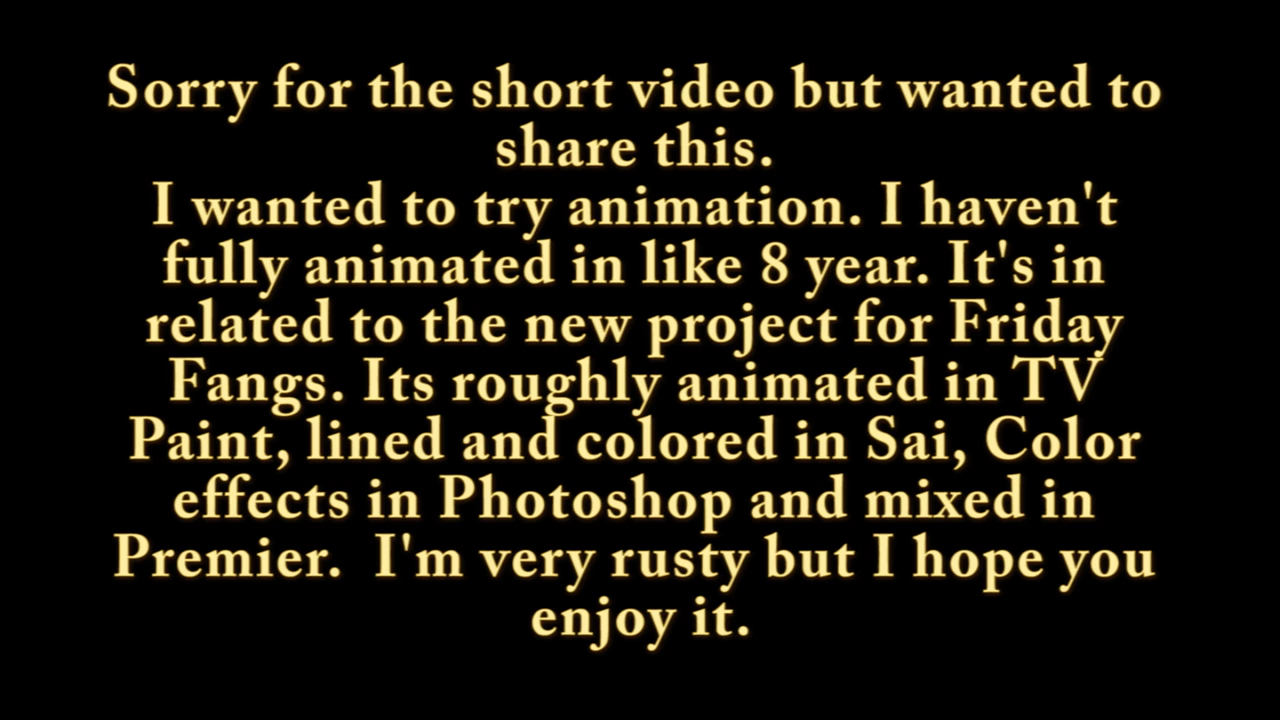 Sorry for the short video but wanted to
share this.
I wanted to try animation. I haven't
fully animated in like 8 year. It's in
related to the new project for Friday
Fangs. Its roughly animated in TV
Paint, lined and colored in Sai, Color
effects in Photoshop and mixed in
Premier.  I'm very rusty but I hope you
enjoy it.